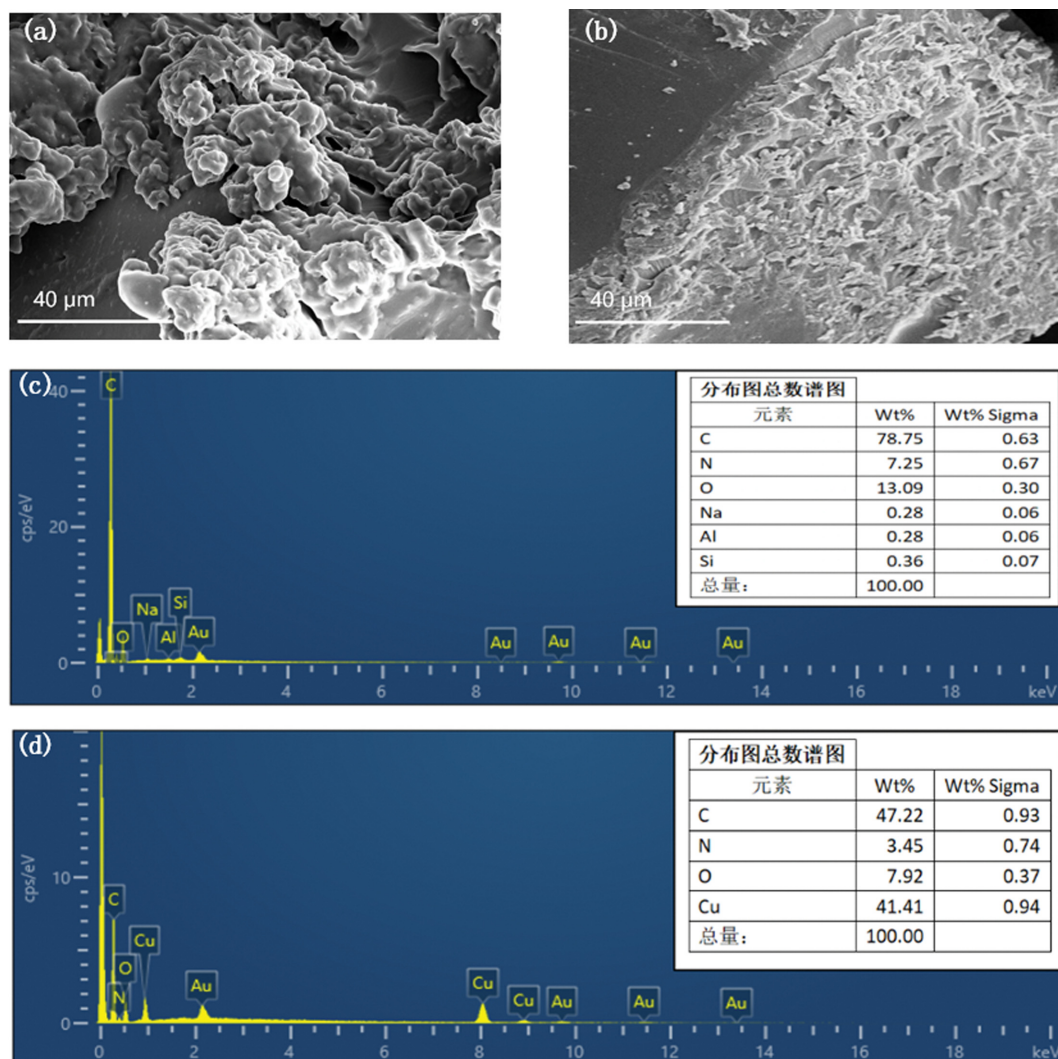 (a)
40 μm
(b)
40 μm
(c)
cps/eV
40
20
0
C
O
Na
Al
Si
Au
Au
Au
Au
Au
0 2 4 6 8 10 12 14 16 18 keV
分布图总数谱图
元素 Wt% Wt% Sigma
C 78.75 0.63
N 7.25 0.67
O 13.09 0.30
Na 0.28 0.06
Al 0.28 0.06
Si 0.36 0.07
总量: 100.00
(d)
cps/eV
10
0
C
N
O
Cu
Au
Cu
Cu
Au
Au
Au
0 2 4 6 8 10 12 14 16 18 keV
分布图总数谱图
元素 Wt% Wt% Sigma
C 47.22 0.93
N 3.45 0.74
O 7.92 0.37
Cu 41.41 0.94
总量: 100.00